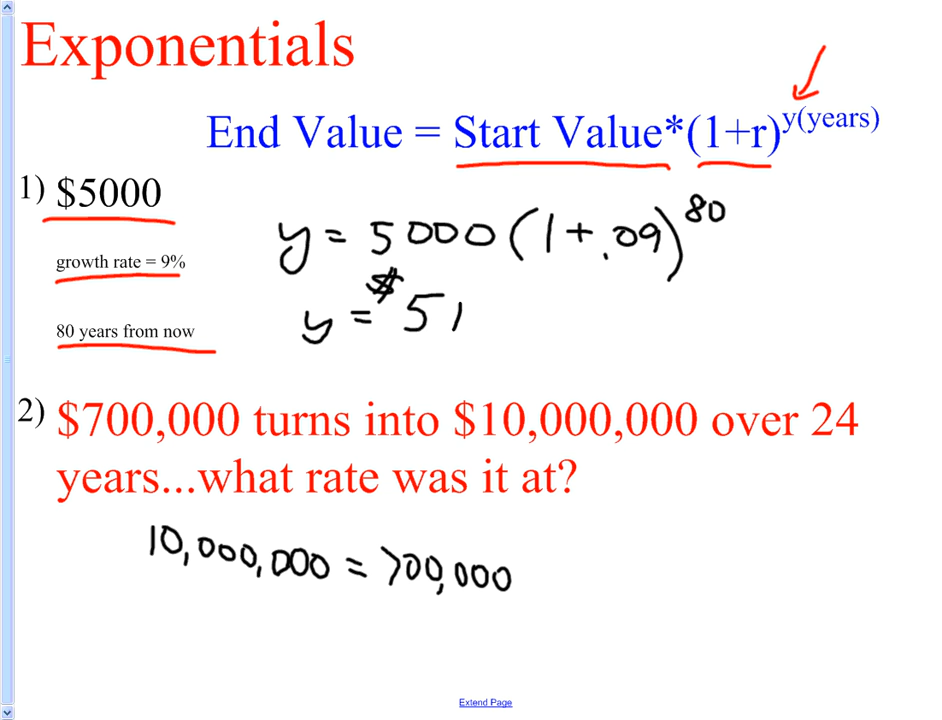 Exponentials
End Value = Start Value*(1+r)^y(years)
1) $5000
y = 5000 (1 + .09)^80
growth rate = 9%
y = $51
80 years from now
2) $700,000 turns into $10,000,000 over 24
years...what rate was it at?
10,000,000 = 700,000
Extend Page